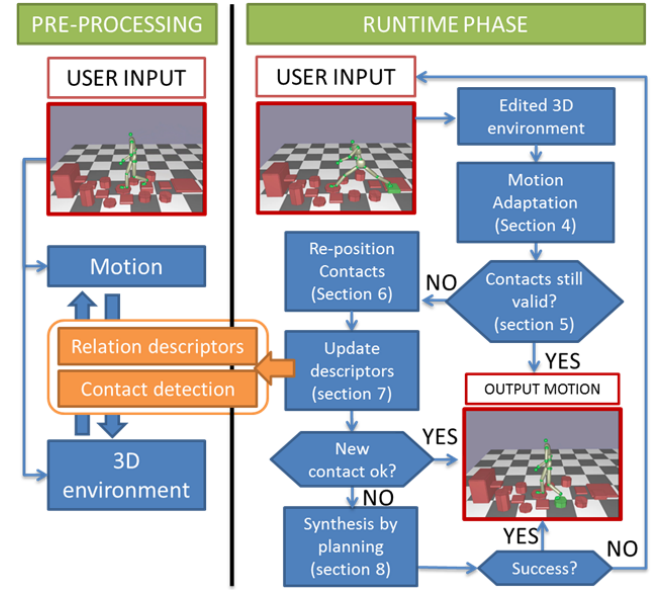 PRE-PROCESSING
USER INPUT
Motion
Relation descriptors
Contact detection
3D
environment
RUNTIME PHASE
USER INPUT
Edited 3D
environment
Motion
Adaptation
(Section 4)
Contacts still
valid?
(section 5)
NO
YES
Re-position
Contacts
(Section 6)
Update
descriptors
(section 7)
New
contact ok?
YES
NO
OUTPUT MOTION
Synthesis by
planning
(section 8)
Success?
YES
NO